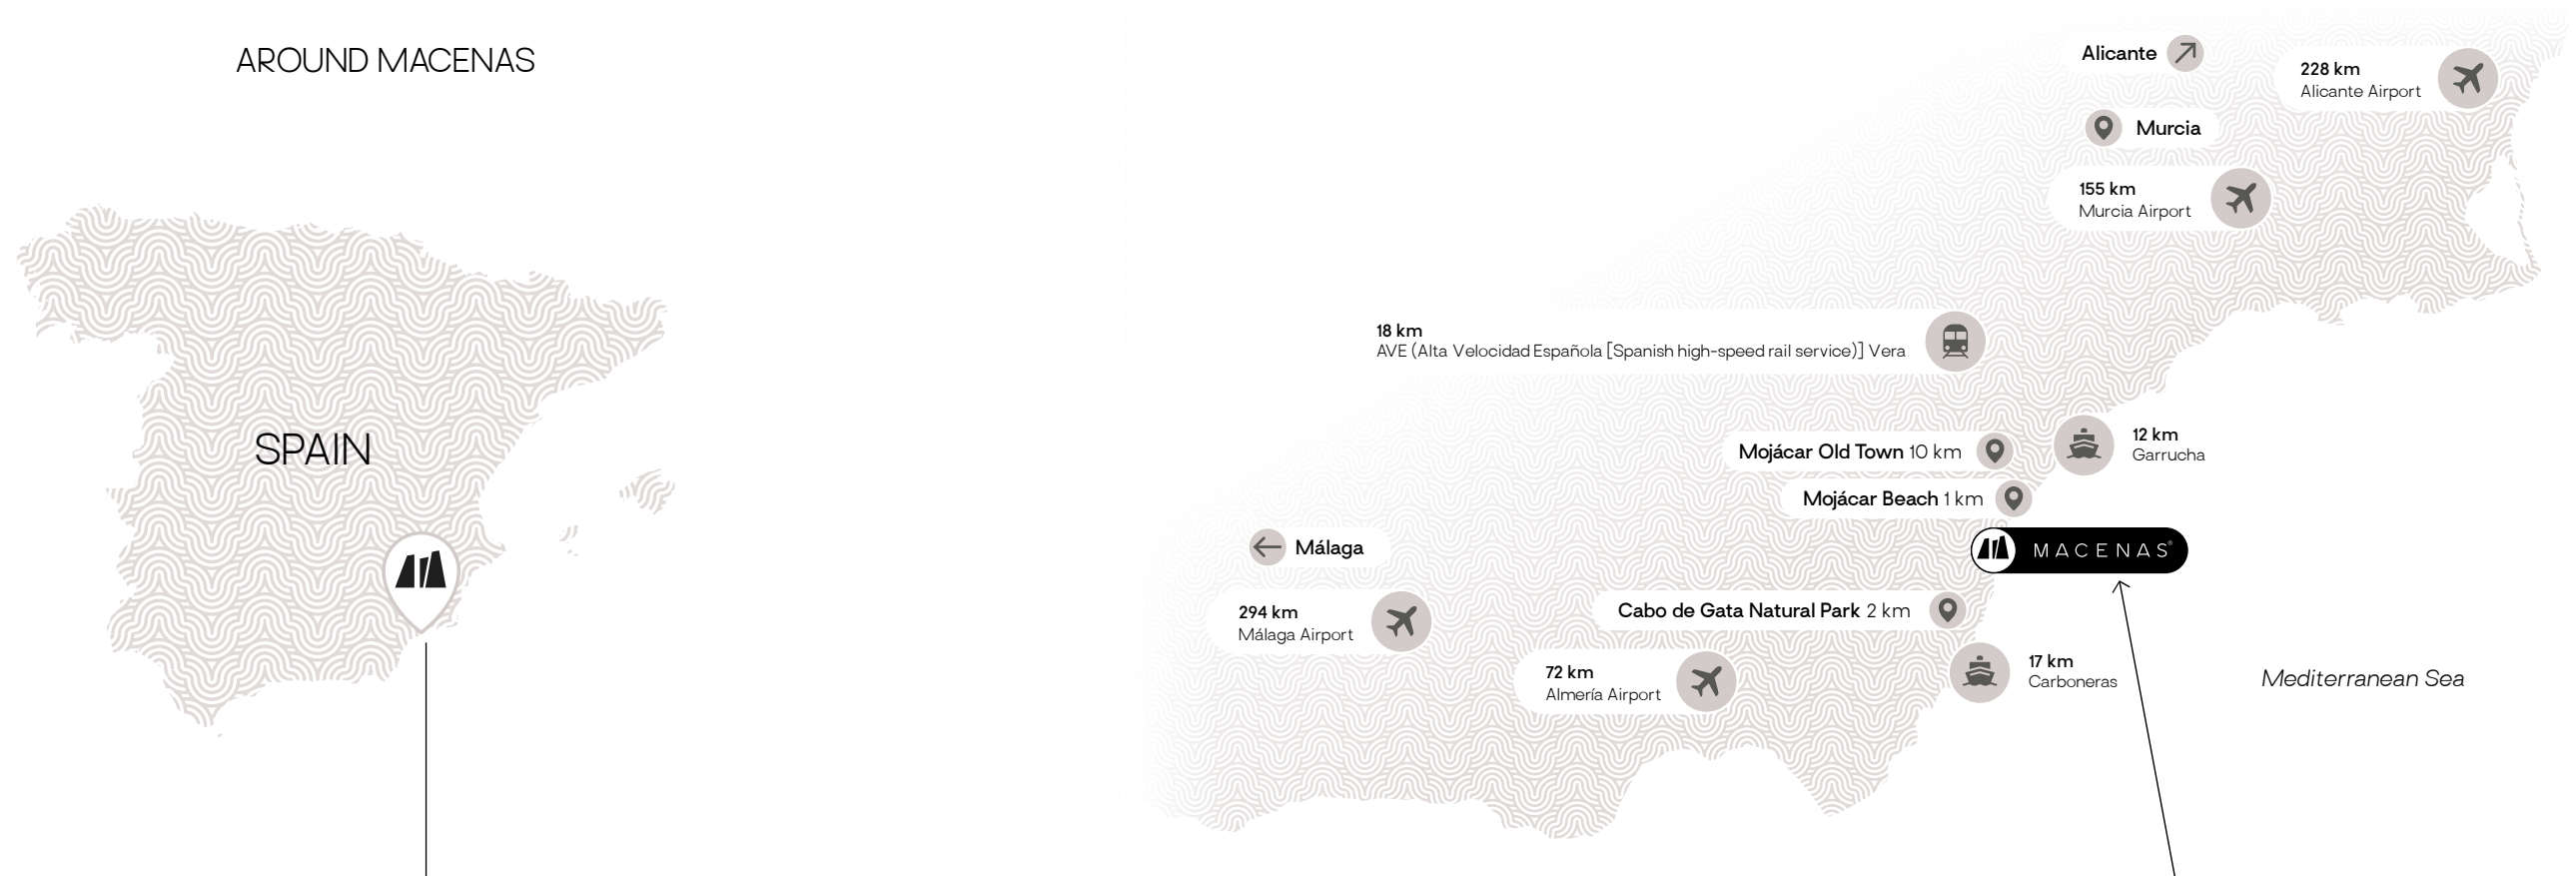 AROUND MACENAS
SPAIN
Alicante
228 km
Alicante Airport
Murcia
155 km
Murcia Airport
18 km
AVE (Alta Velocidad Española [Spanish high-speed rail service)] Vera
12 km
Garrucha
Mojácar Old Town 10 km
Mojácar Beach 1 km
MACENAS®
Málaga
294 km
Málaga Airport
Cabo de Gata Natural Park 2 km
72 km
Almería Airport
17 km
Carboneras
Mediterranean Sea